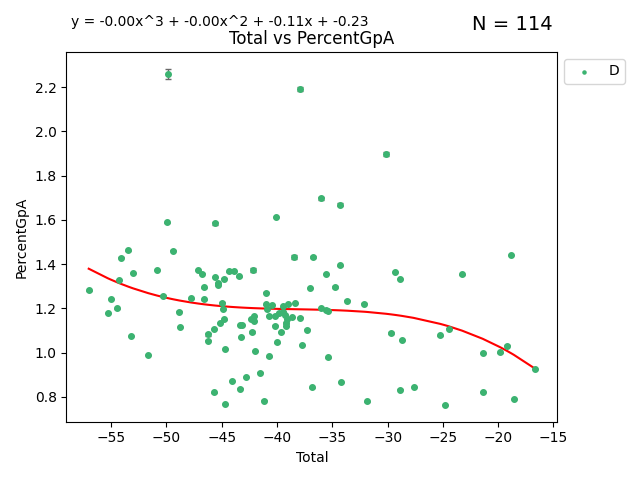 y = -0.00x^3 + -0.00x^2 + -0.11x + -0.23
N = 114
Total vs PercentGpA
D
PercentGpA
2.2
2.0
1.8
1.6
1.4
1.2
1.0
0.8
−55 −50 −45 −40 −35 −30 −25 −20 −15
Total